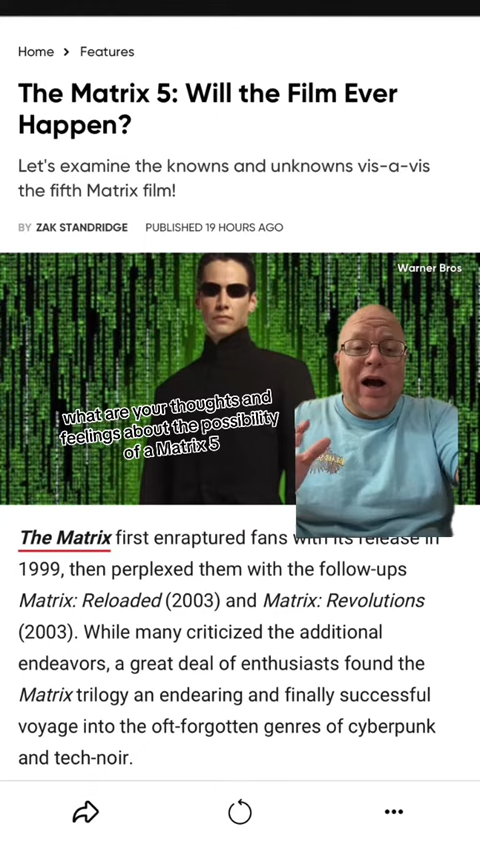 Home > Features
The Matrix 5: Will the Film Ever
Happen?
Let's examine the knowns and unknowns vis-a-vis
the fifth Matrix film!
BY ZAK STANDRIDGE PUBLISHED 19 HOURS AGO
Warner Bros
what are your thoughts and
feelings about the possibility
of a Matrix 5
The Matrix first enraptured fans with its release in
1999, then perplexed them with the follow-ups
Matrix: Reloaded (2003) and Matrix: Revolutions
(2003). While many criticized the additional
endeavors, a great deal of enthusiasts found the
Matrix trilogy an endearing and finally successful
voyage into the oft-forgotten genres of cyberpunk
and tech-noir.